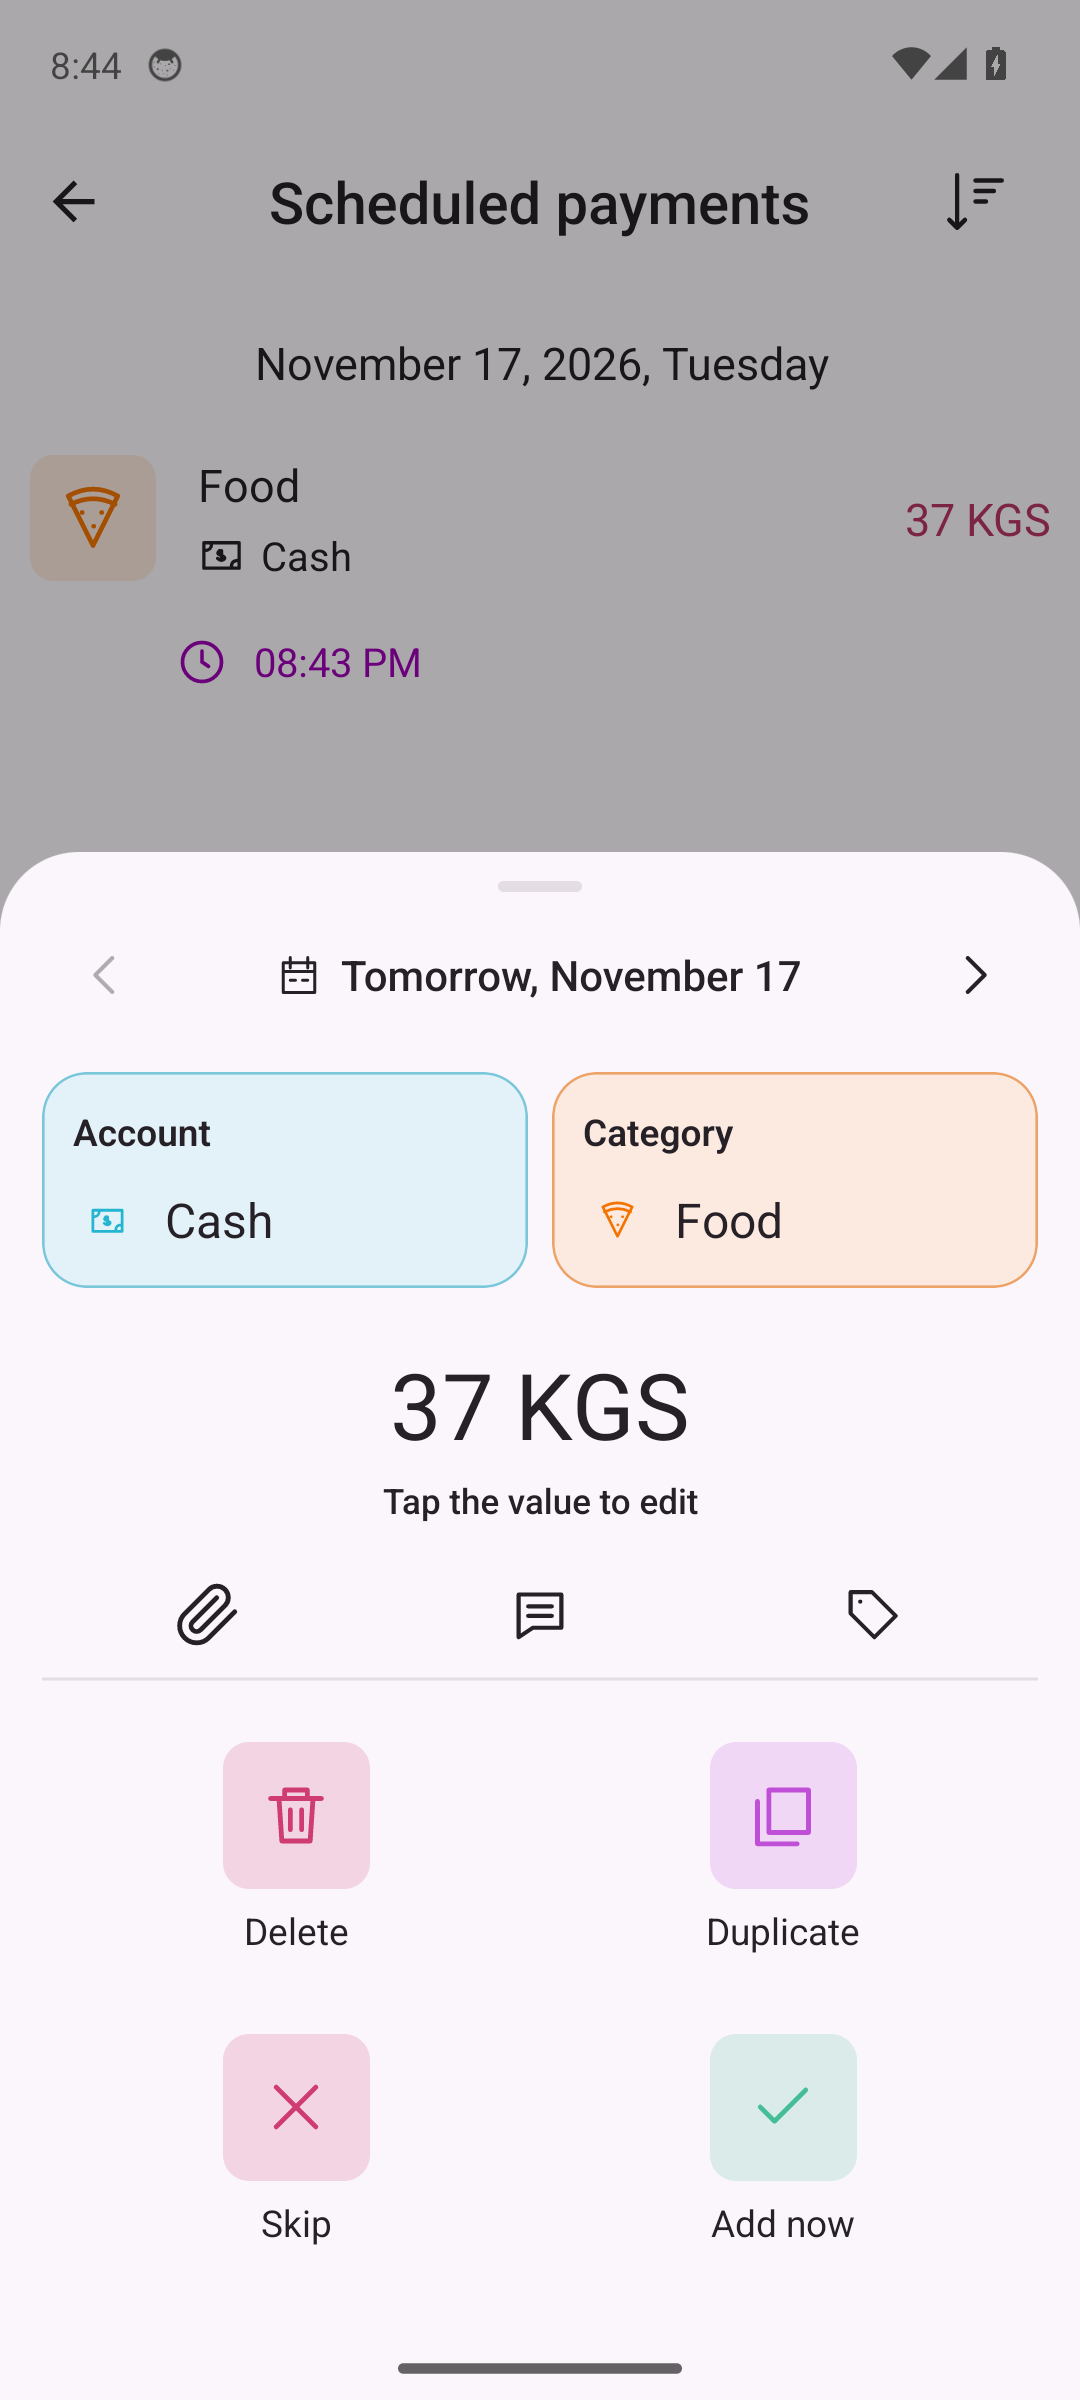 8:44
Scheduled payments
November 17, 2026, Tuesday
Food
Cash
37 KGS
08:43 PM
Tomorrow, November 17
Account
Cash
Category
Food
37 KGS
Tap the value to edit
Delete
Duplicate
Skip
Add now